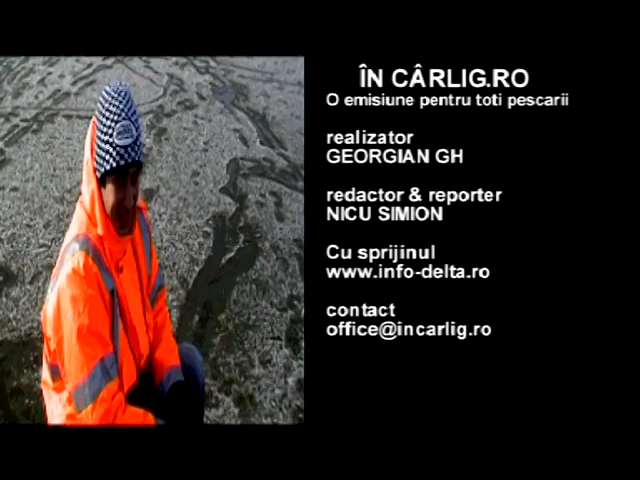 ÎN CÂRLIG.RO
O emisiune pentru toti pescarii
realizator
GEORGIAN GH
redactor & reporter
NICU SIMION
Cu sprijinul
www.info-delta.ro
contact
office@incarlig.ro